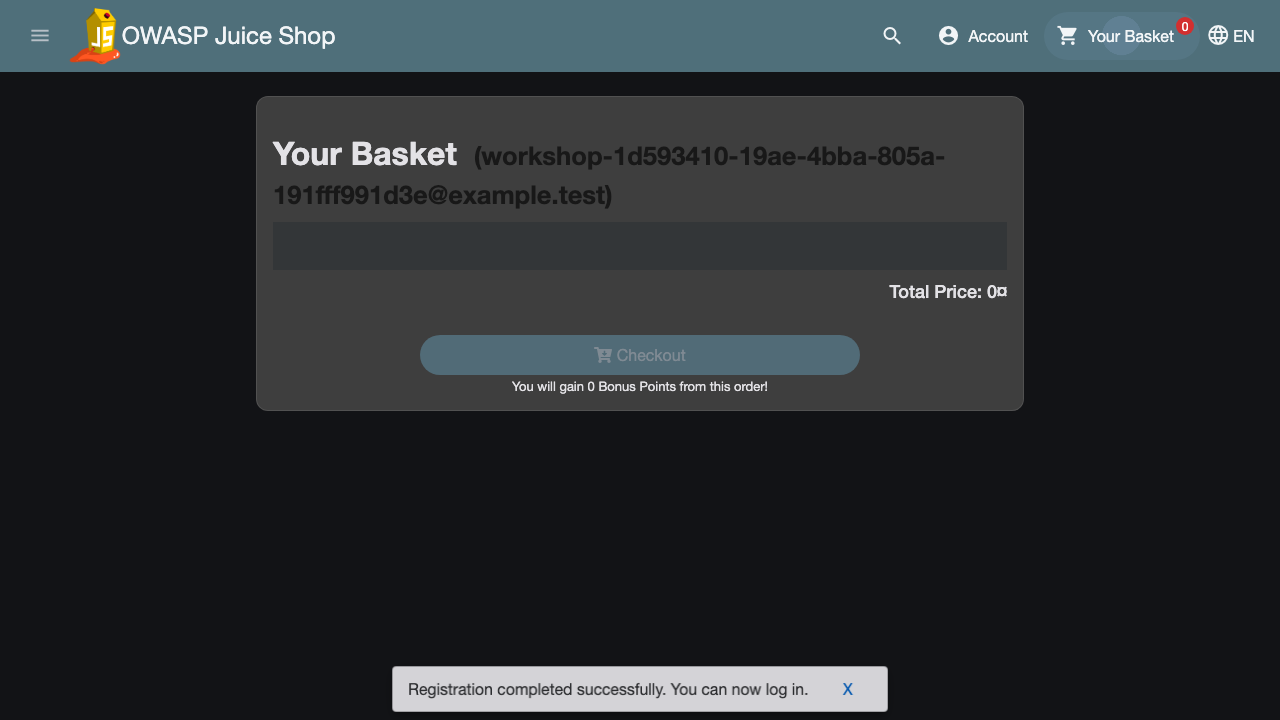 OWASP Juice Shop
Account
Your Basket 0
EN
Your Basket (workshop-1d593410-19ae-4bba-805a-
191fff991d3e@example.test)
Total Price: 0¤
Checkout
You will gain 0 Bonus Points from this order!
Registration completed successfully. You can now log in. X